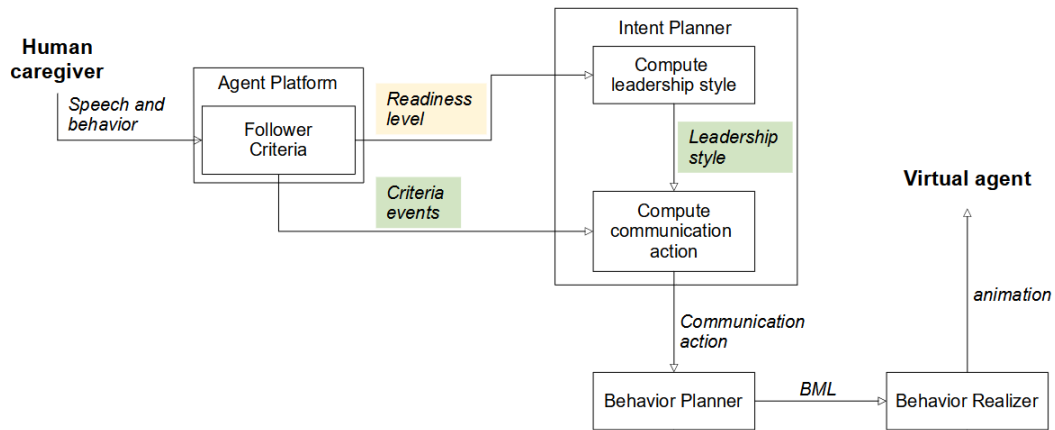 Human
caregiver
Speech and
behavior
Agent Platform
Follower
Criteria
Readiness
level
Criteria
events
Intent Planner
Compute
leadership style
Leadership
style
Compute
communication
action
Communication
action
Behavior Planner
BML
Behavior Realizer
animation
Virtual agent